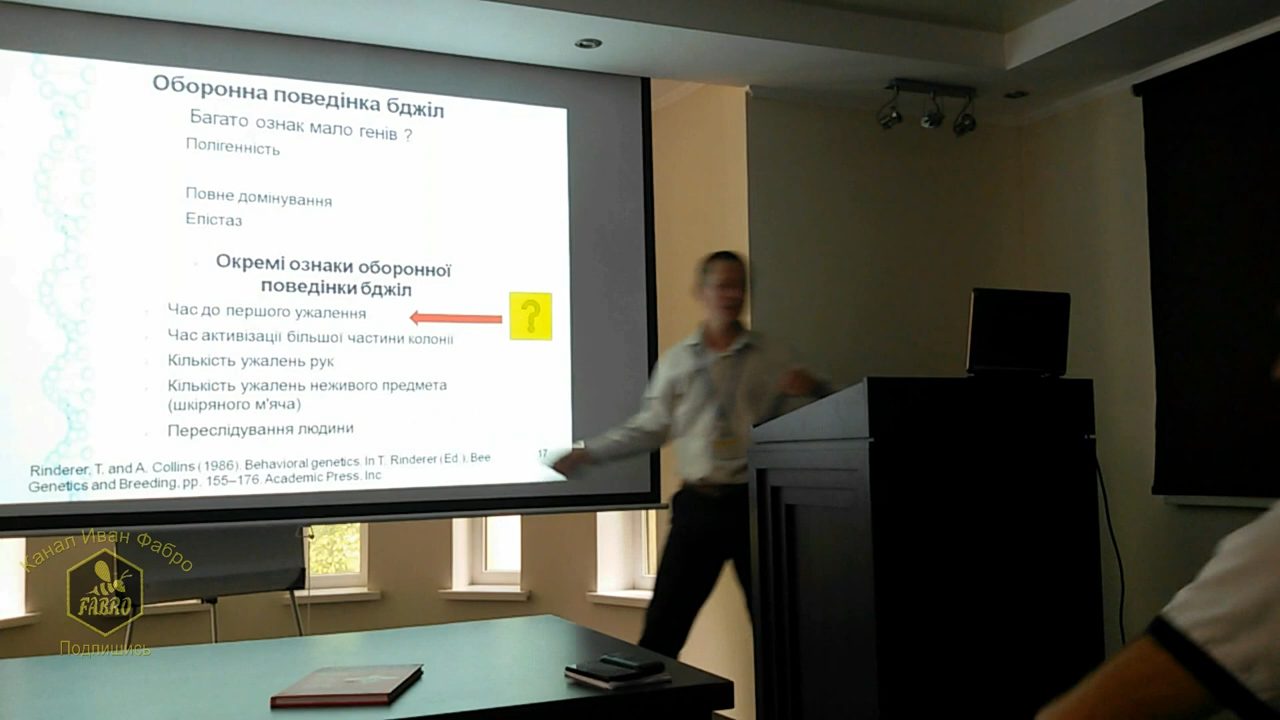 Оборонна поведінка бджіл
Багато ознак мало генів ?
Полігенність
Повне домінування
Епістаз
Окремі ознаки оборонної
поведінки бджіл
Час до першого ужалення
?
Час активізації більшої частини колонії
Кількість ужалень рук
Кількість ужалень неживого предмета
(шкіряного м'яча)
Переслідування людини
17
Rinderer, T. and A. Collins (1986). Behavioral genetics. In T. Rinderer (Ed.). Bee
Genetics and Breeding, pp. 155–176. Academic Press. Inc
Канал Иван Фабро
FABRO
Подпишись